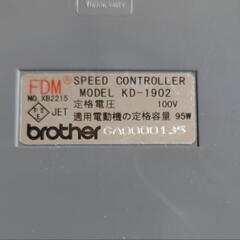 FDM® SPEED CONTROLLER
NO.XB2215 MODEL KD-1902
定格電圧 100V
PSE JET 適用電動機の定格容量 95W
brother GA0000135